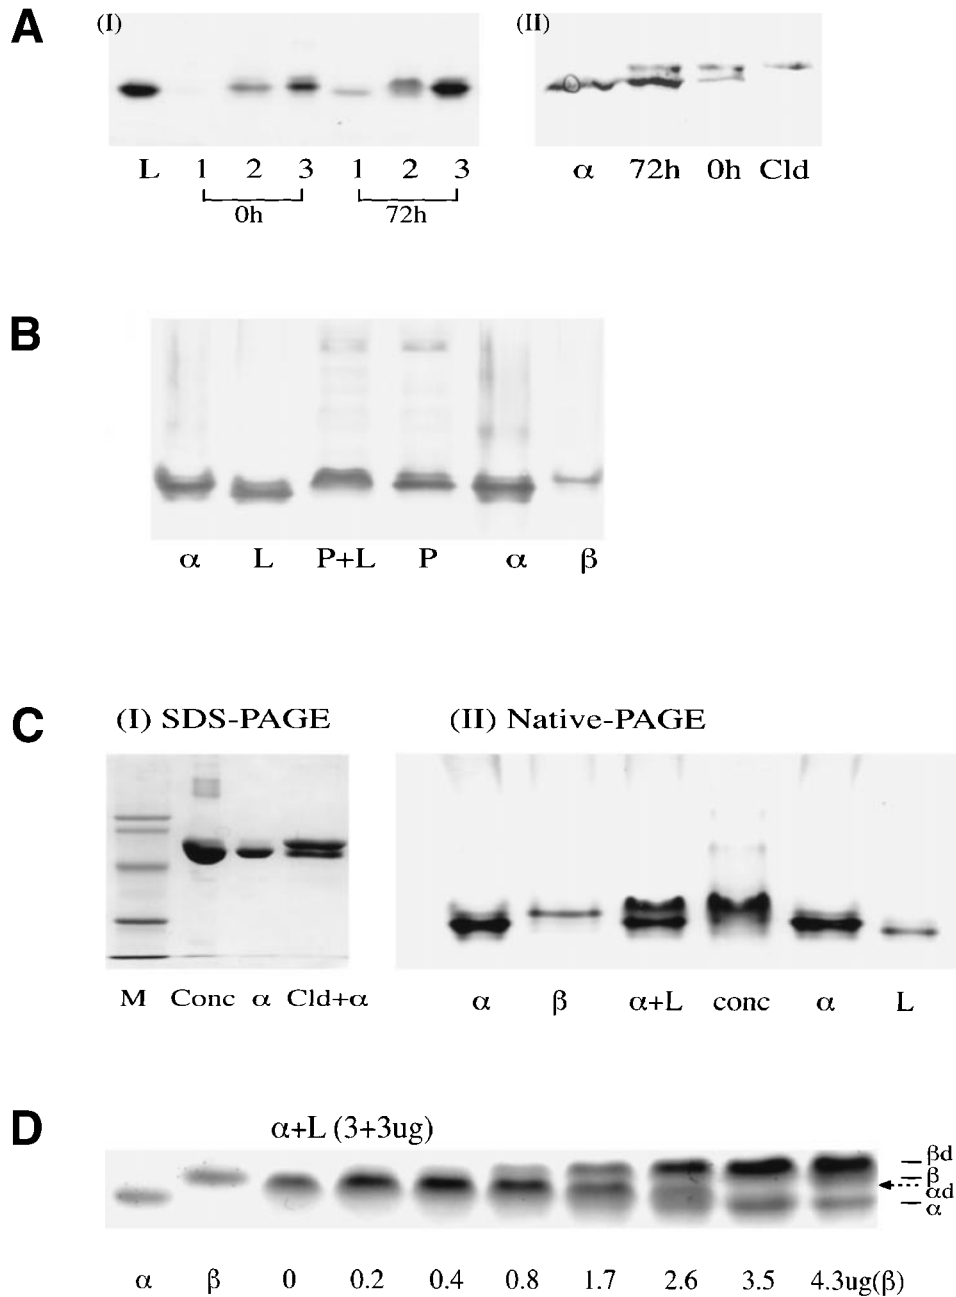 A
(I)
(II)
L 1 2 3 1 2 3
0h 72h
α 72h 0h Cld
B
α L P+L P α β
C
(I) SDS-PAGE
(II) Native-PAGE
M Conc α Cld+α
α β α+L conc α L
D
α+L (3+3ug)
βd
β
αd
α
α β 0 0.2 0.4 0.8 1.7 2.6 3.5 4.3ug(β)